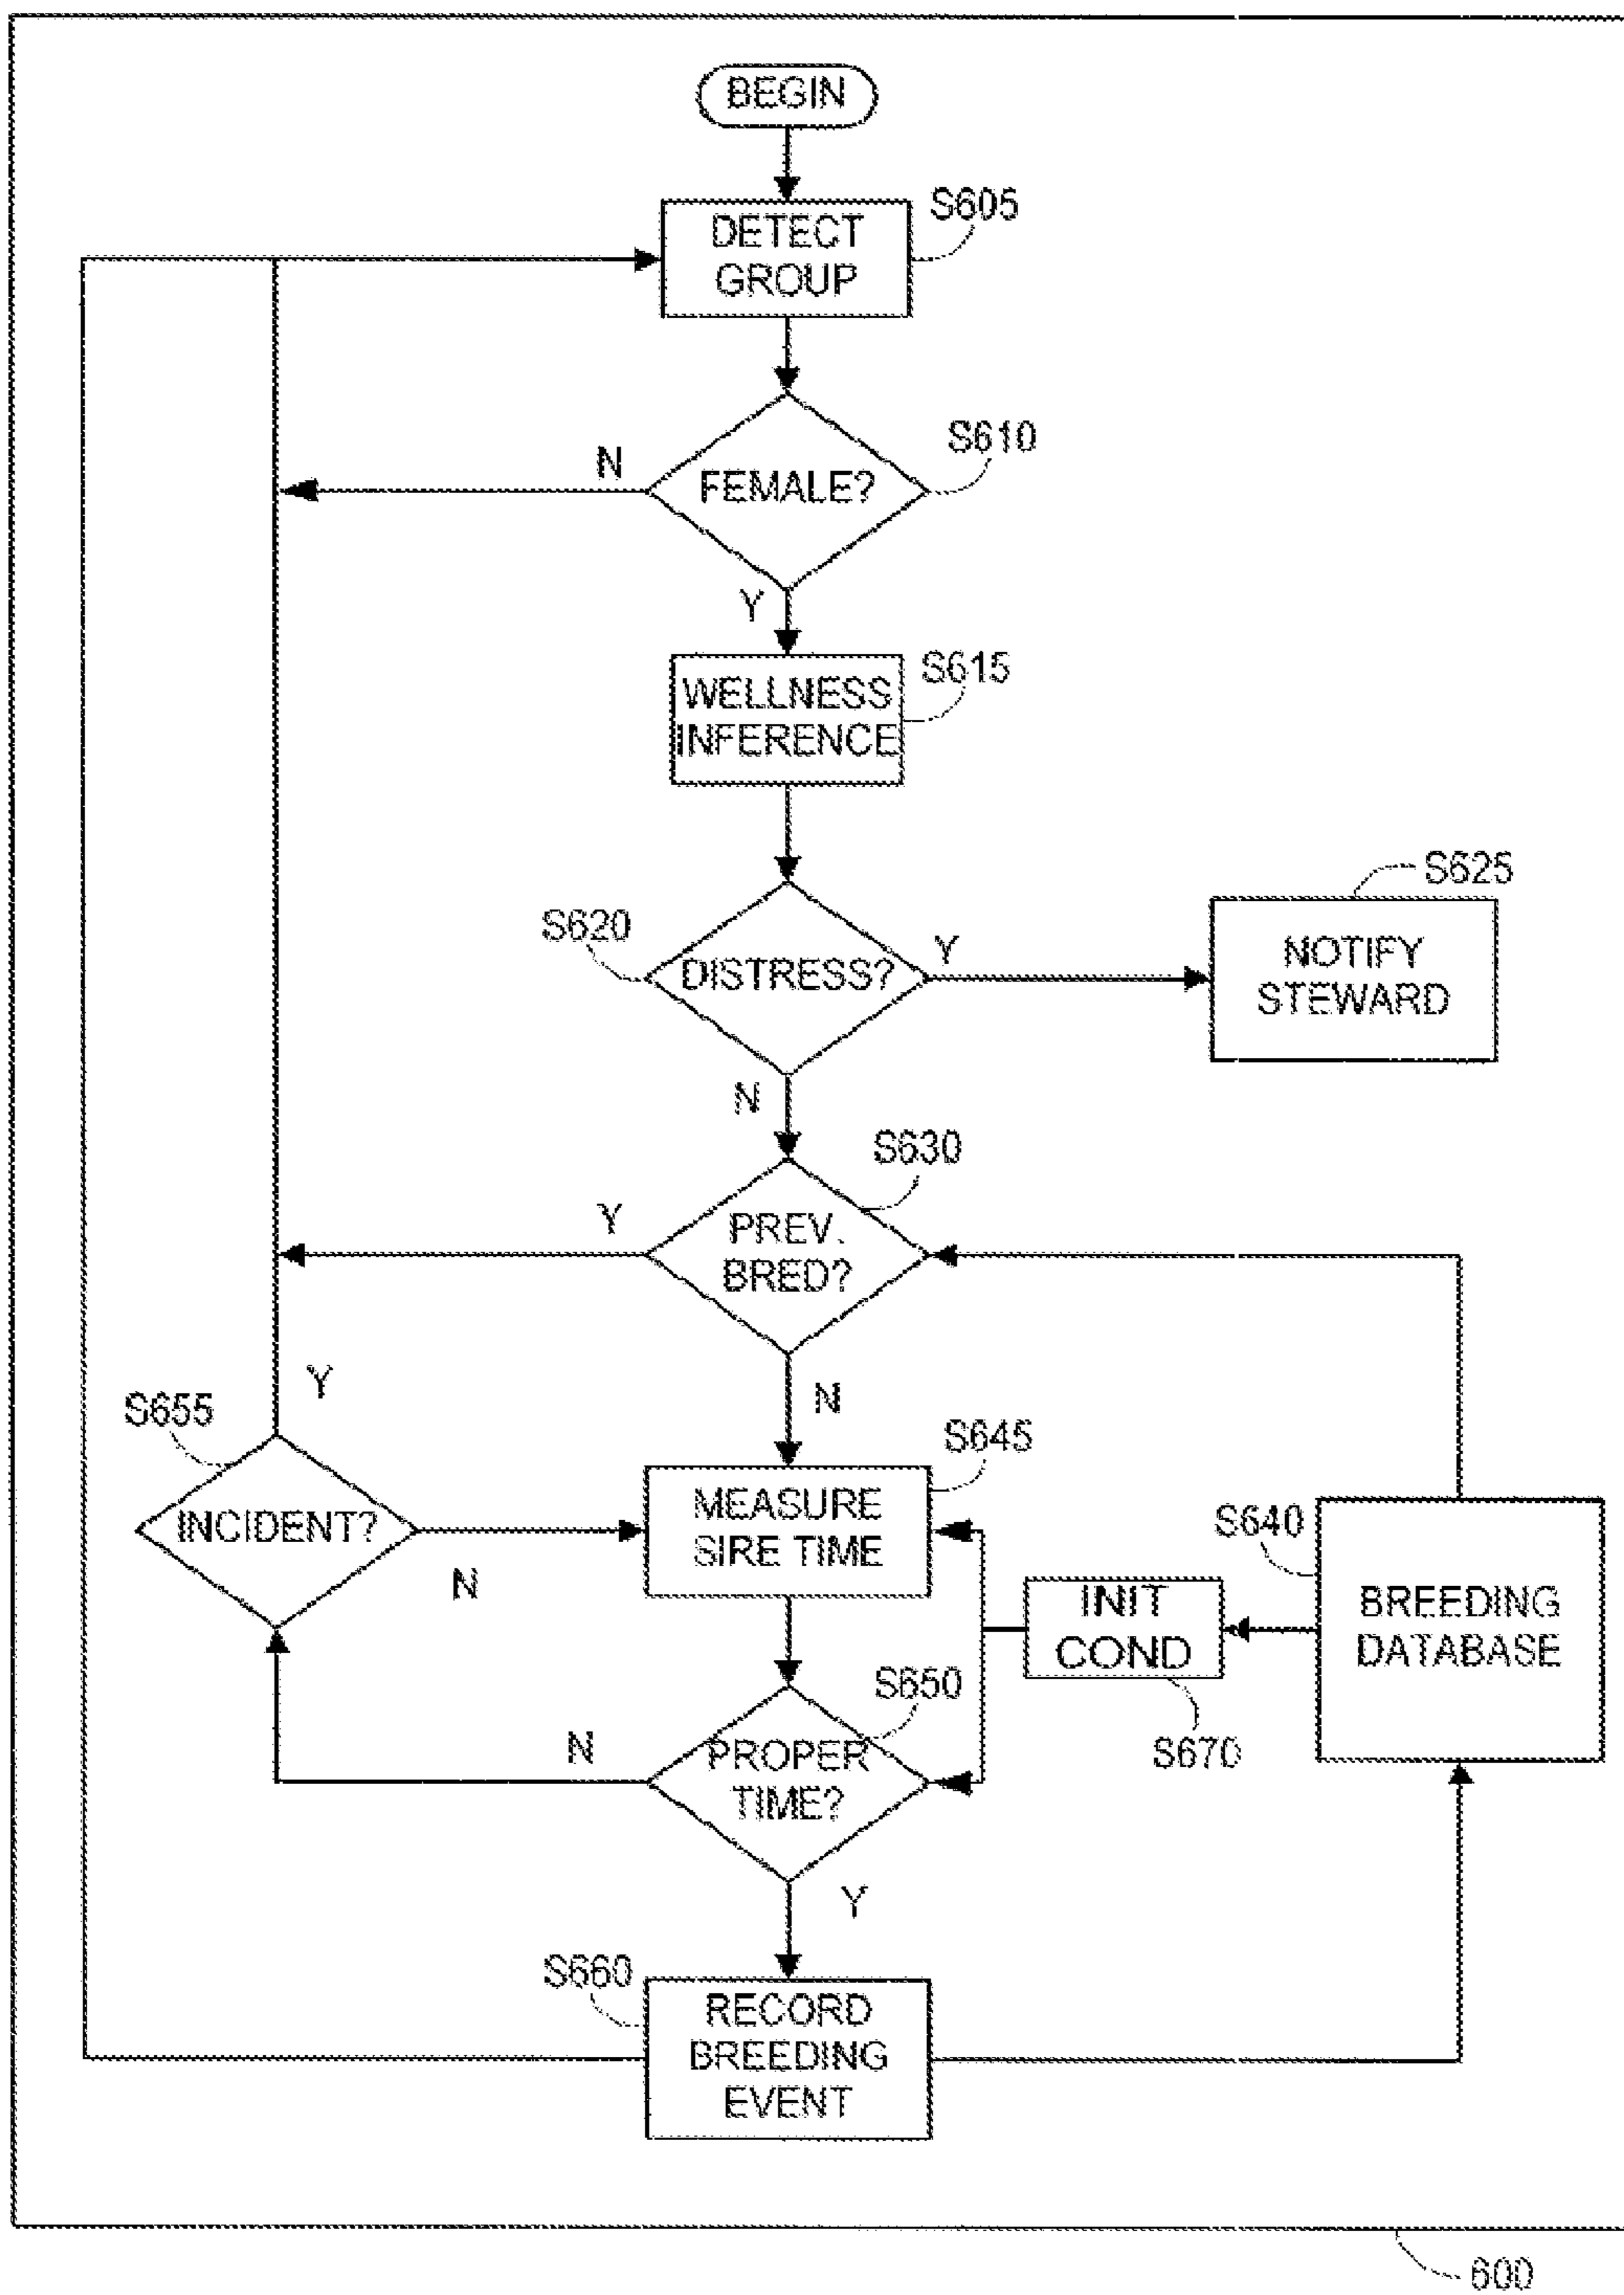 BEGIN
S605
DETECT
GROUP
S610
N
FEMALE?
Y
S615
WELLNESS
INFERENCE
S625
S620
Y
DISTRESS?
NOTIFY
STEWARD
N
S630
Y
PREV.
BRED?
Y
N
S655
S645
MEASURE
SIRE TIME
INCIDENT?
N
S640
INIT
COND
BREEDING
DATABASE
S650
S670
N
PROPER
TIME?
Y
S660
RECORD
BREEDING
EVENT
600